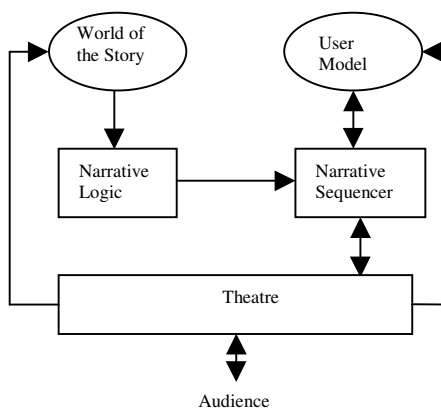 World of
the Story
User
Model
Narrative
Logic
Narrative
Sequencer
Theatre
Audience